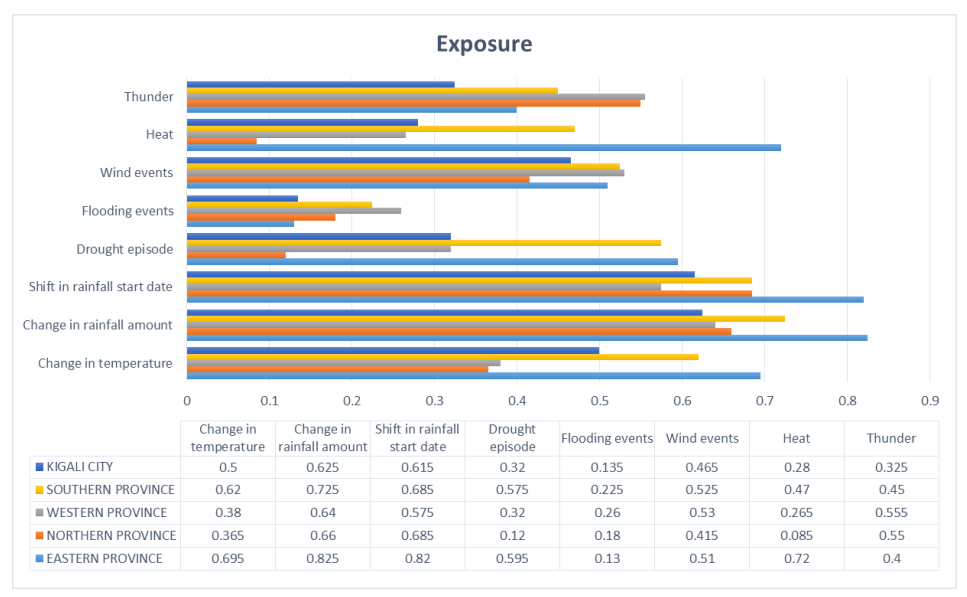 Exposure
Thunder
Heat
Wind events
Flooding events
Drought episode
Shift in rainfall start date
Change in rainfall amount
Change in temperature
0 0.1 0.2 0.3 0.4 0.5 0.6 0.7 0.8 0.9
Change in temperature Change in rainfall amount Shift in rainfall start date Drought episode Flooding events Wind events Heat Thunder
KIGALI CITY 0.5 0.625 0.615 0.32 0.135 0.465 0.28 0.325
SOUTHERN PROVINCE 0.62 0.725 0.685 0.575 0.225 0.525 0.47 0.45
WESTERN PROVINCE 0.38 0.64 0.575 0.32 0.26 0.53 0.265 0.555
NORTHERN PROVINCE 0.365 0.66 0.685 0.12 0.18 0.415 0.085 0.55
EASTERN PROVINCE 0.695 0.825 0.82 0.595 0.13 0.51 0.72 0.4